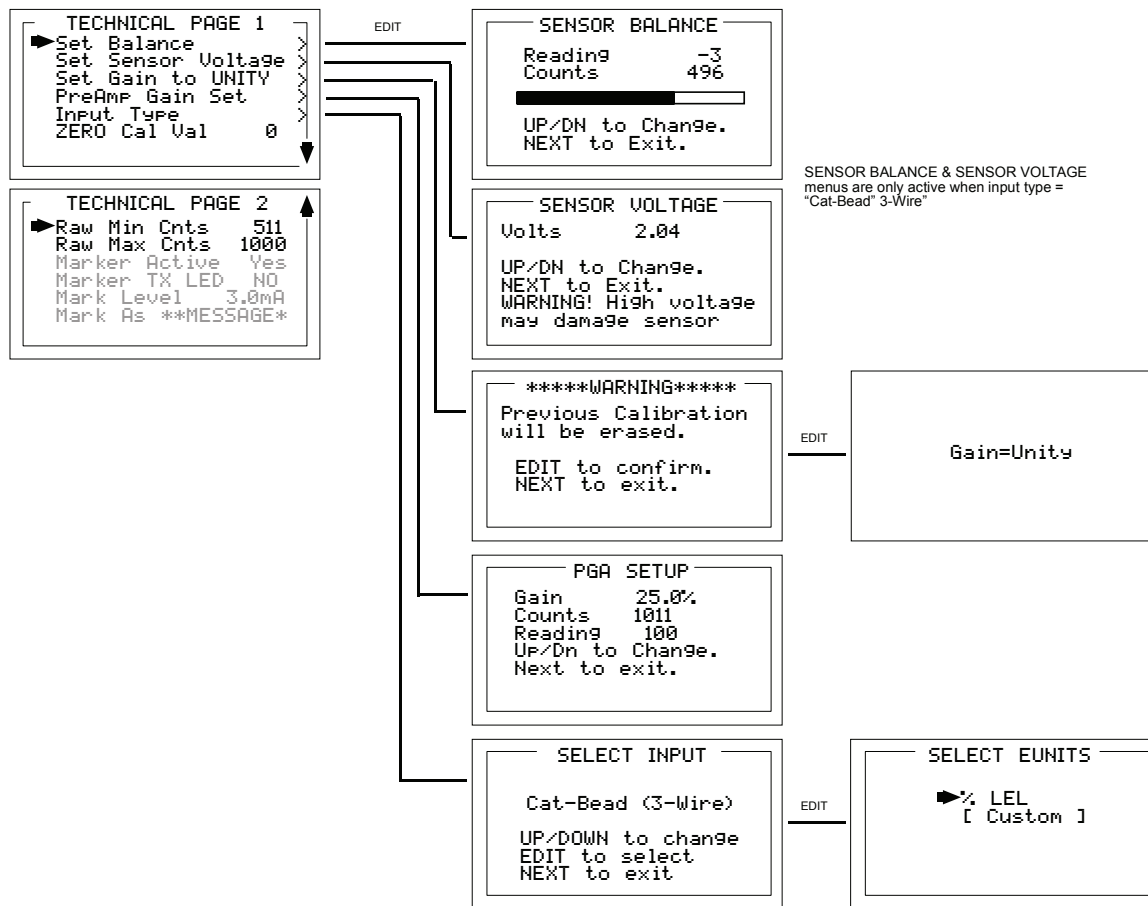 TECHNICAL PAGE 1
Set Balance >
Set Sensor Voltage >
Set Gain to UNITY >
PreAmp Gain Set >
Input Type >
ZERO Cal Val 0
EDIT
SENSOR BALANCE
Reading -3
Counts 496
UP/DN to Change.
NEXT to Exit.
SENSOR BALANCE & SENSOR VOLTAGE
menus are only active when input type =
“Cat-Bead” 3-Wire”
TECHNICAL PAGE 2
Raw Min Cnts 511
Raw Max Cnts 1000
Marker Active Yes
Marker TX LED NO
Mark Level 3.0mA
Mark As **MESSAGE*
SENSOR VOLTAGE
Volts 2.04
UP/DN to Change.
NEXT to Exit.
WARNING! High voltage
may damage sensor
*****WARNING*****
Previous Calibration
will be erased.
EDIT to confirm.
NEXT to exit.
EDIT
Gain=Unity
PGA SETUP
Gain 25.0%
Counts 1011
Reading 100
Up/Dn to Change.
Next to exit.
SELECT INPUT
Cat-Bead (3-Wire)
UP/DOWN to change
EDIT to select
NEXT to exit
EDIT
SELECT EUNITS
% LEL
[ Custom ]